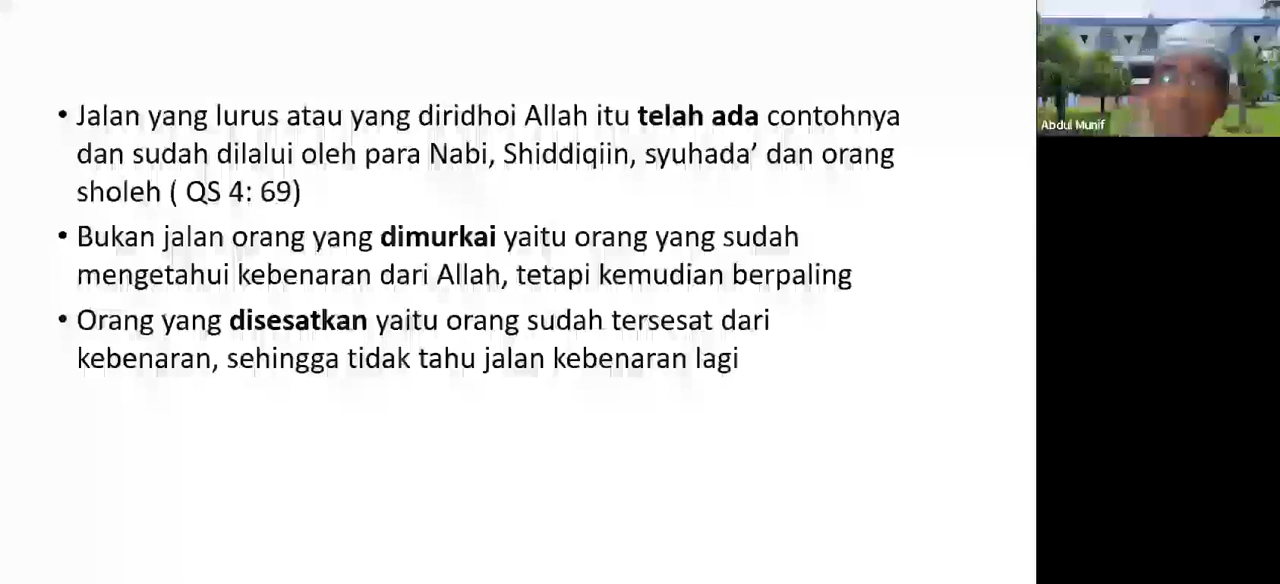 • Jalan yang lurus atau yang diridhoi Allah itu telah ada contohnya
dan sudah dilalui oleh para Nabi, Shiddiqiin, syuhada’ dan orang
sholeh ( QS 4: 69)
• Bukan jalan orang yang dimurkai yaitu orang yang sudah
mengetahui kebenaran dari Allah, tetapi kemudian berpaling
• Orang yang disesatkan yaitu orang sudah tersesat dari
kebenaran, sehingga tidak tahu jalan kebenaran lagi
Abdul Munif